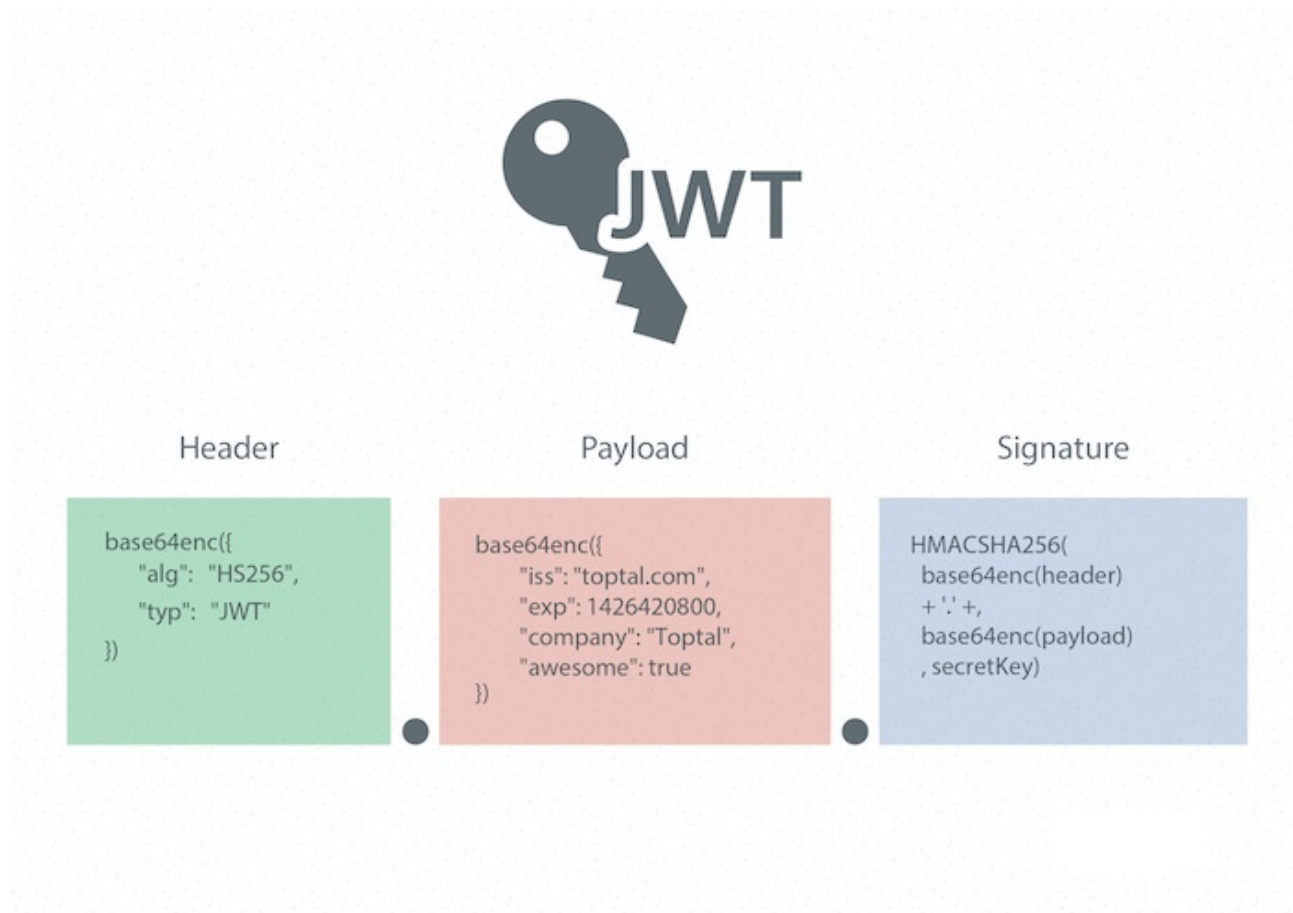 JWT
Header
Payload
Signature
base64enc({
"alg": "HS256",
"typ": "JWT"
})
base64enc({
"iss": "toptal.com",
"exp": 1426420800,
"company": "Toptal",
"awesome": true
})
HMACSHA256(
base64enc(header)
+ '.' +,
base64enc(payload)
, secretKey)